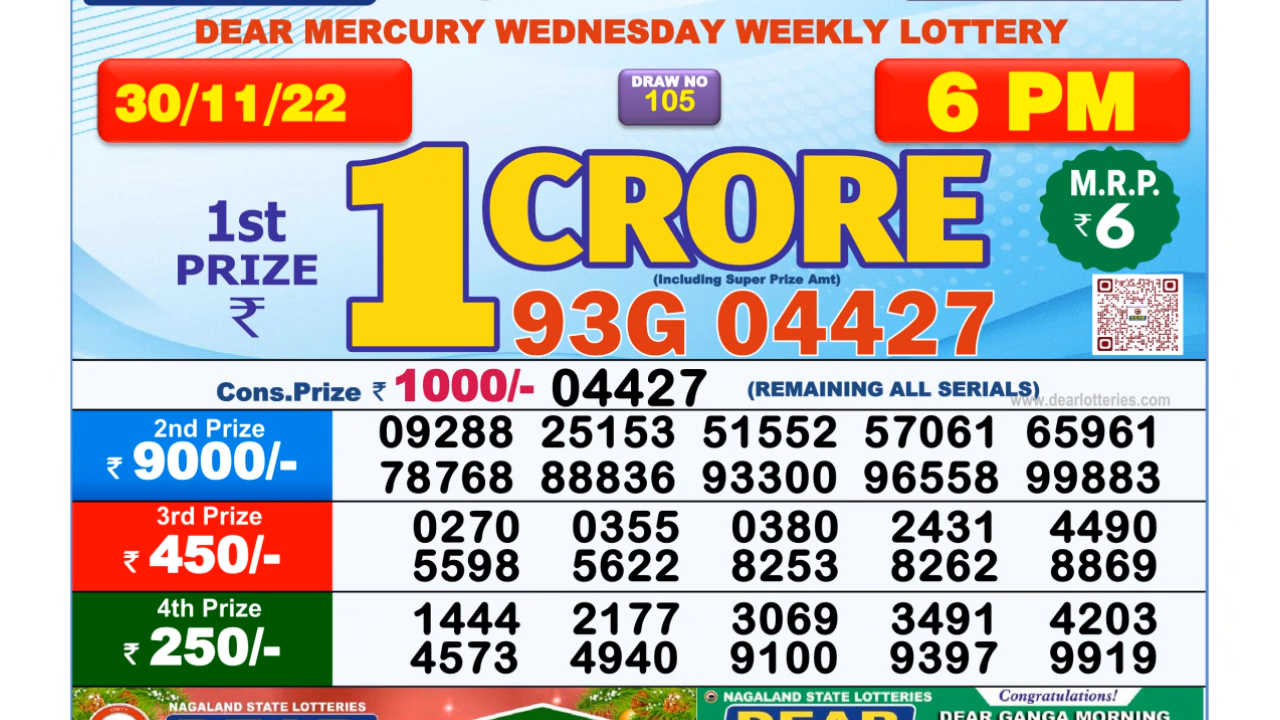 DEAR MERCURY WEDNESDAY WEEKLY LOTTERY
30/11/22
DRAW NO
105
6 PM
1st
PRIZE
₹
1 CRORE
(Including Super Prize Amt)
93G 04427
M.R.P.
₹6
Cons.Prize ₹ 1000/- 04427 (REMAINING ALL SERIALS)
www.dearlotteries.com
2nd Prize
₹ 9000/-
09288 25153 51552 57061 65961
78768 88836 93300 96558 99883
3rd Prize
₹ 450/-
0270 0355 0380 2431 4490
5598 5622 8253 8262 8869
4th Prize
₹ 250/-
1444 2177 3069 3491 4203
4573 4940 9100 9397 9919
NAGALAND STATE LOTTERIES
NAGALAND STATE LOTTERIES
DEAR
Congratulations!
DEAR GANGA MORNING